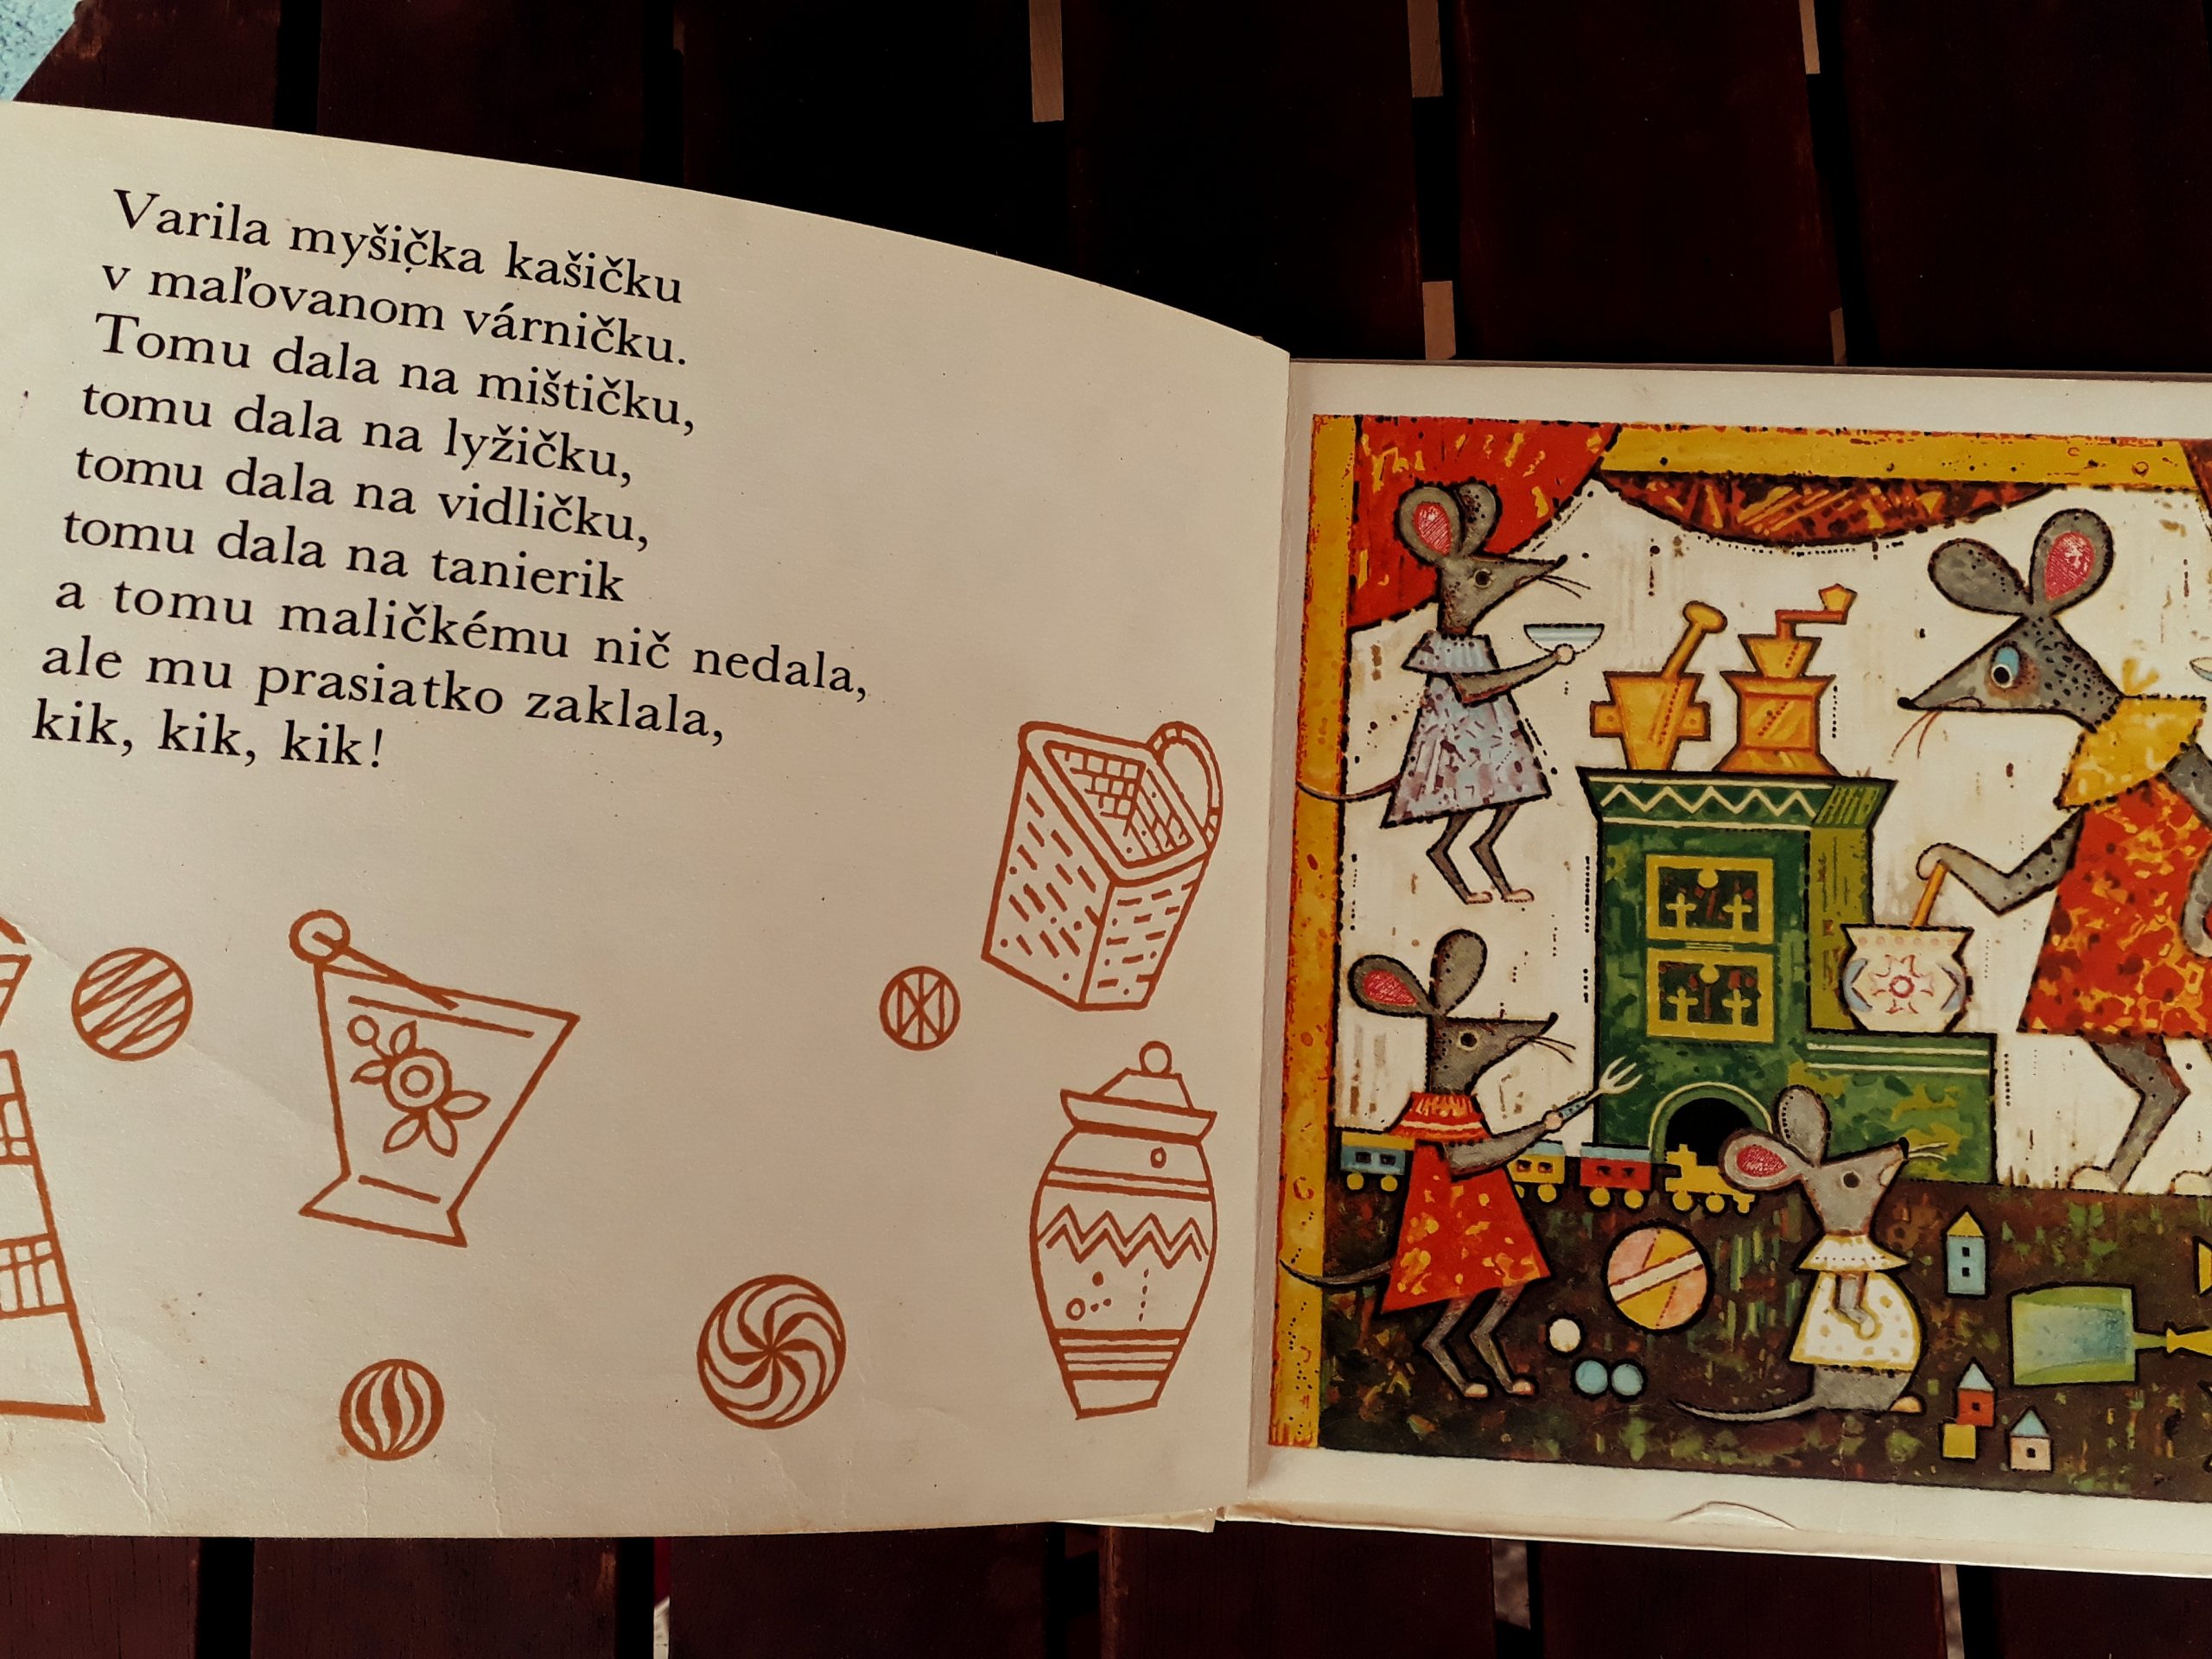 Varila myšička kašičku
v maľovanom várničku.
Tomu dala na mištičku,
tomu dala na lyžičku,
tomu dala na vidličku,
tomu dala na tanierik
a tomu maličkému nič nedala,
ale mu prasiatko zaklala,
kik, kik, kik!